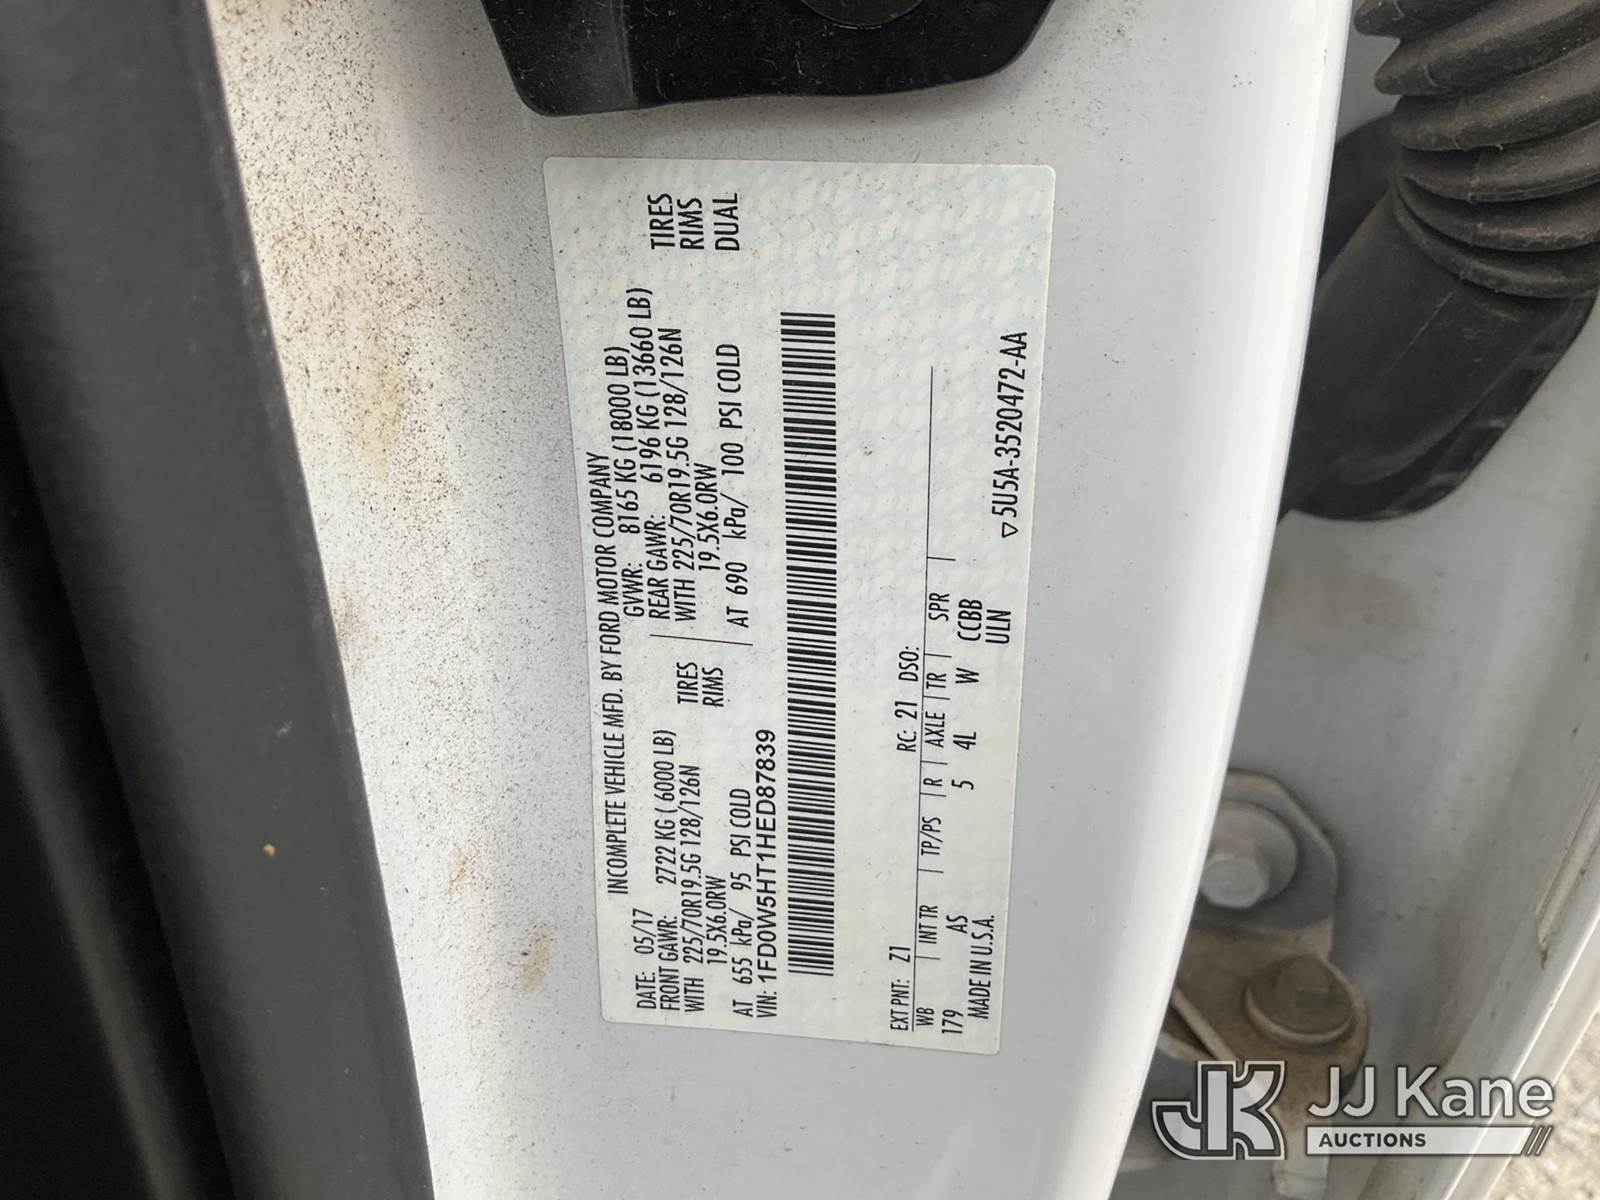 INCOMPLETE VEHICLE MFD. BY FORD MOTOR COMPANY
DATE: 05/17 GVWR: 8165 KG (18000 LB)
FRONT GAWR: 2722 KG ( 6000 LB) REAR GAWR: 6196 KG (13660 LB)
WITH 225/70R19.5G 128/126N TIRES WITH 225/70R19.5G 128/126N TIRES
19.5X6.0RW RIMS 19.5X6.0RW RIMS
AT 655 kPa/ 95 PSI COLD AT 690 kPa/ 100 PSI COLD DUAL
VIN: 1FDOW5HT1HED87839
EXT PNT: Z1 RC: 21 DSO:
WB INT TR TP/PS R AXLE TR SPR
179 AS 5 4L W CCBB
MADE IN U.S.A. ULN
▽5U5A-3520472-AA
JK JJ Kane
AUCTIONS